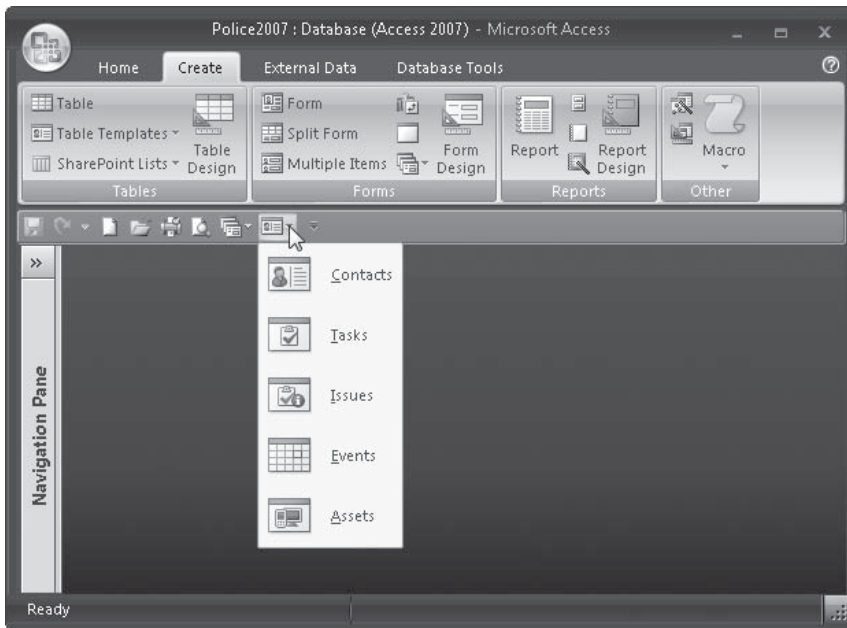 Police2007 : Database (Access 2007) - Microsoft Access
Home Create External Data Database Tools
Table
Table Templates
SharePoint Lists
Table Design
Tables
Form
Split Form
Multiple Items
Form Design
Forms
Report
Report Design
Reports
Macro
Other
Contacts
Tasks
Issues
Events
Assets
Navigation Pane
Ready